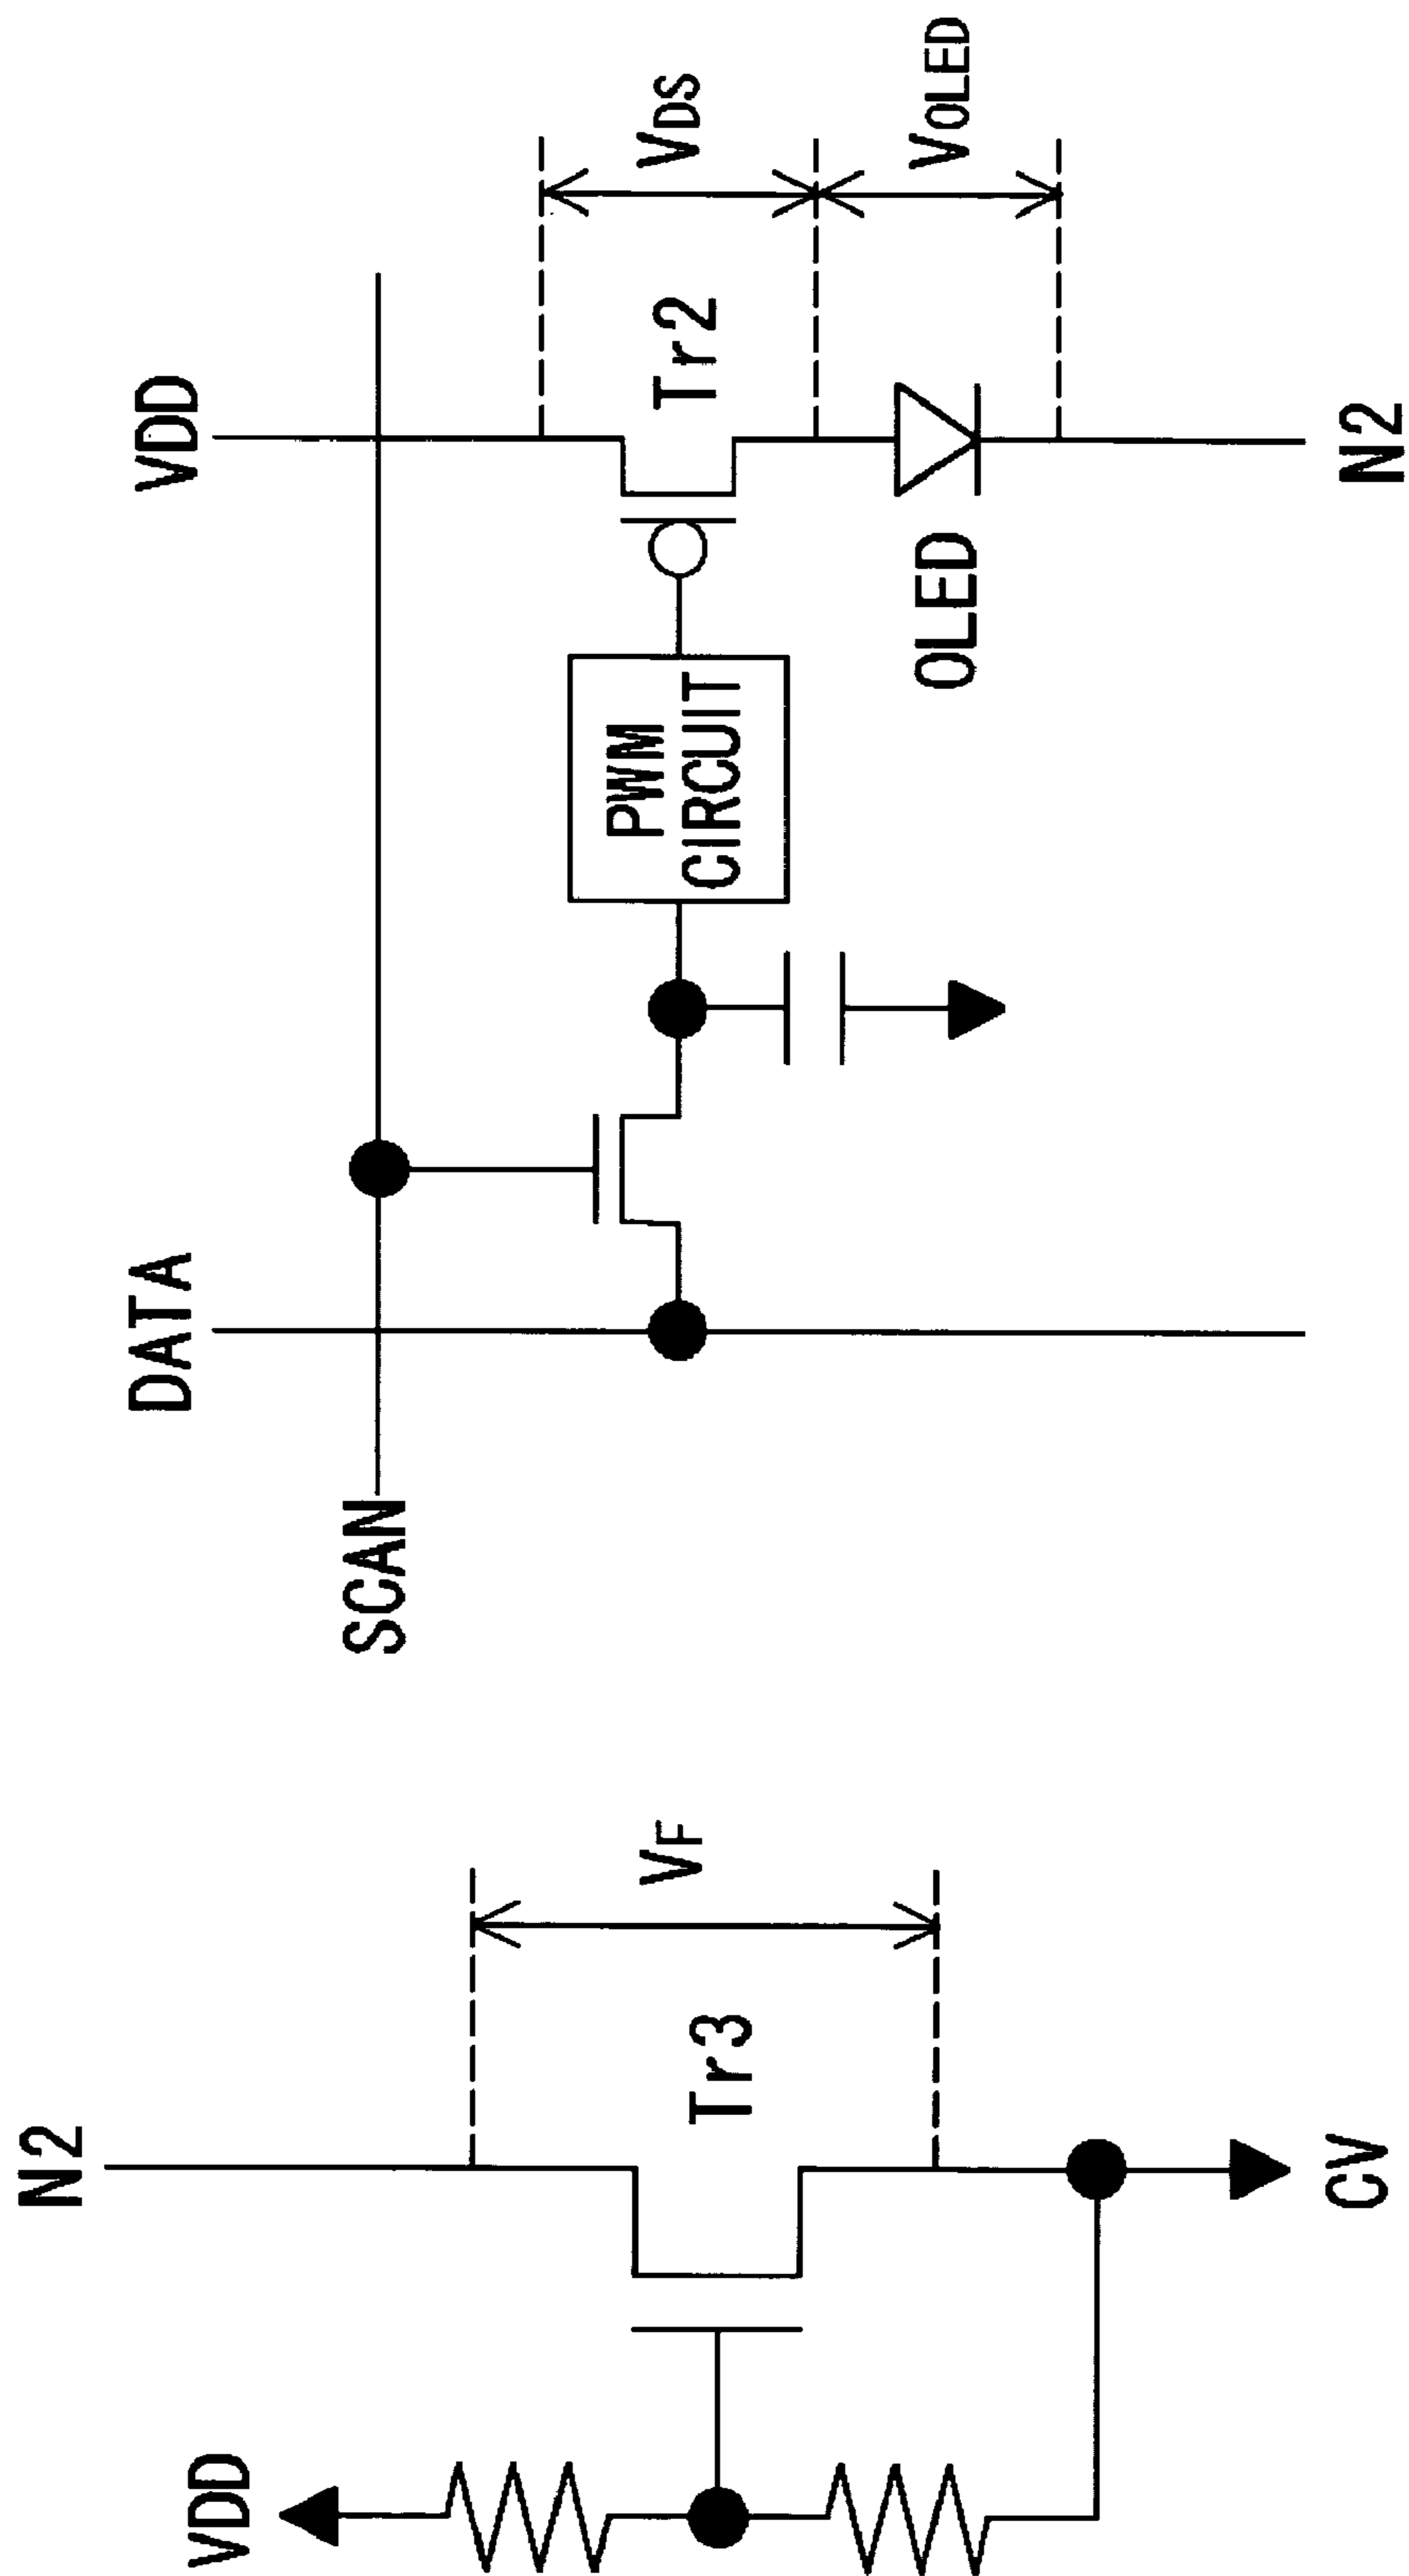 DATA
VDD
SCAN
PWM
CIRCUIT
Tr2
VDS
OLED
VOLED
N2
N2
VDD
Tr3
VF
CV